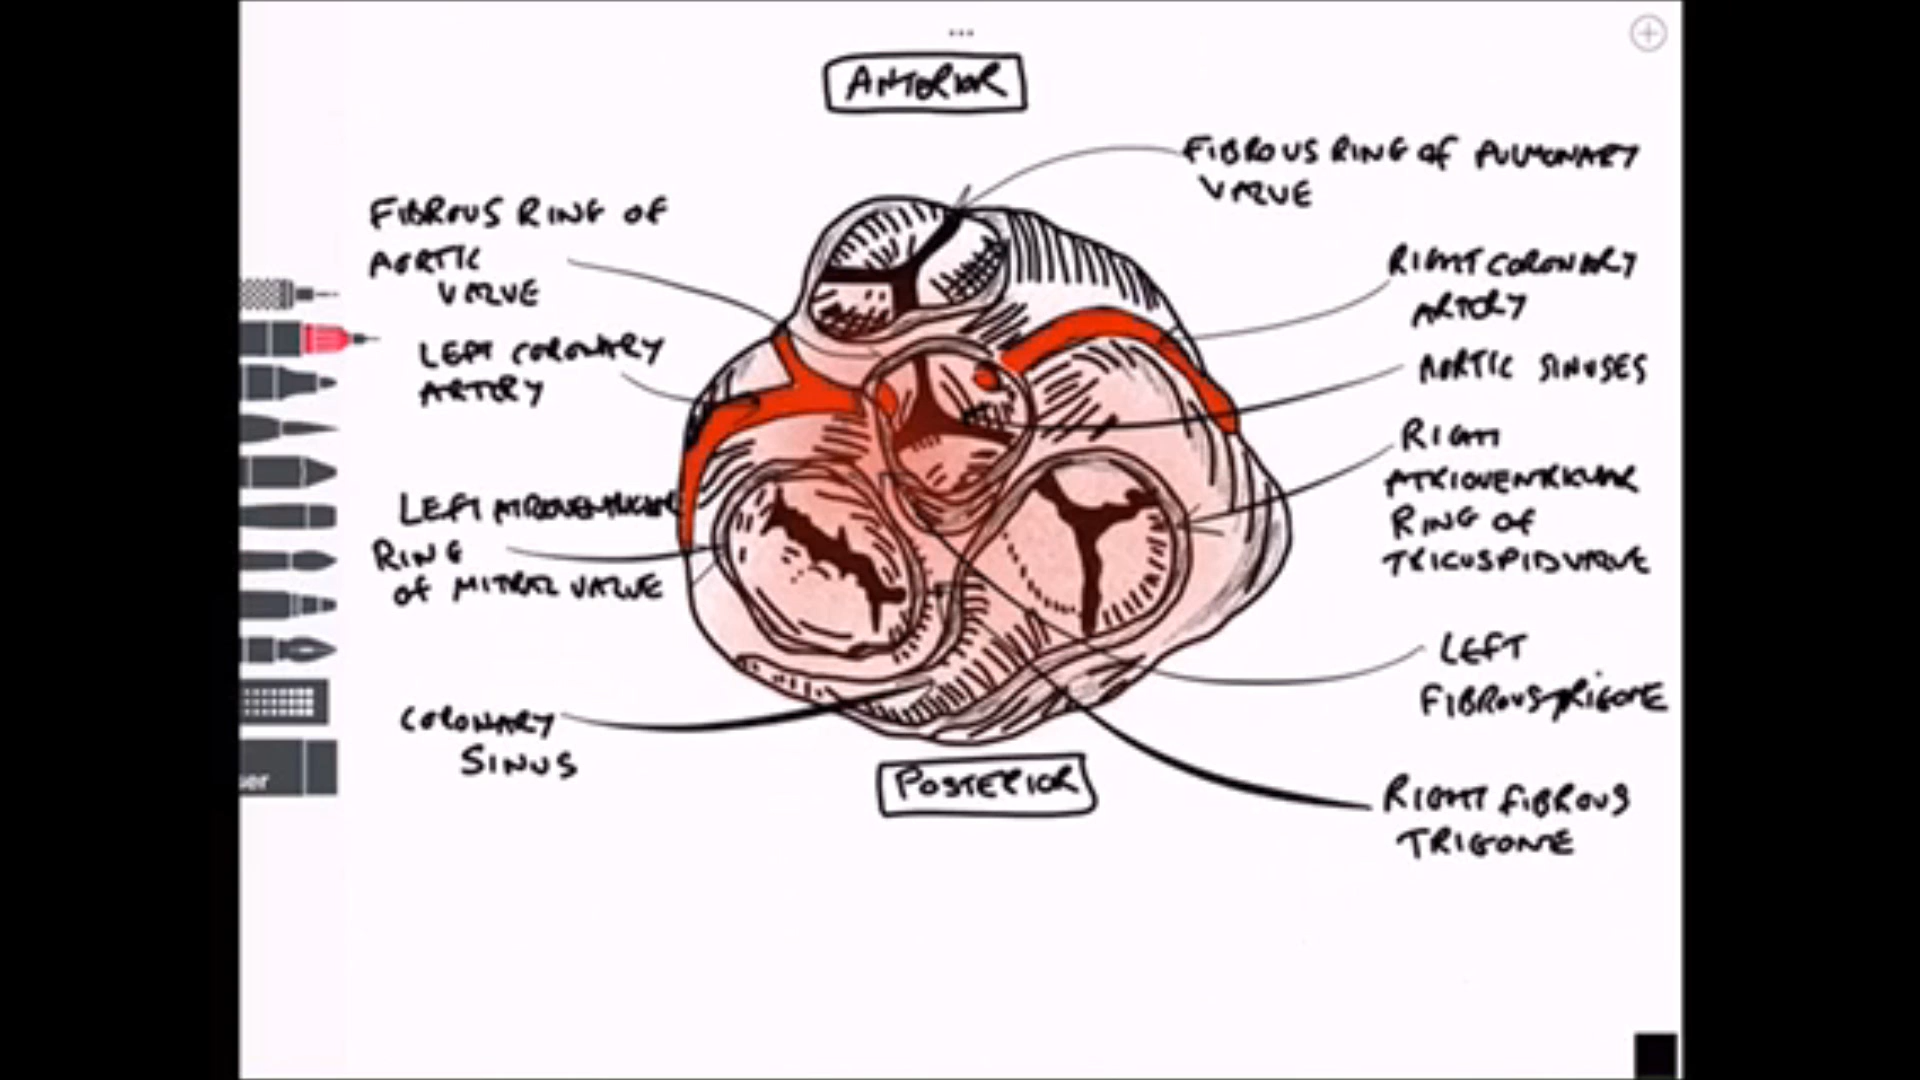 ANTERIOR
FIBROUS RING OF PULMONARY
VALVE
FIBROUS RING OF
AORTIC
VALVE
RIGHT CORONARY
ARTERY
LEFT CORONARY
ARTERY
AORTIC SINUSES
RIGHT
ATRIOVENTRICULAR
RING OF
TRICUSPID VALVE
LEFT ATRIOVENTRICULAR
RING
OF MITRAL VALVE
LEFT
FIBROUS TRIGONE
CORONARY
SINUS
POSTERIOR
RIGHT FIBROUS
TRIGONE
ser